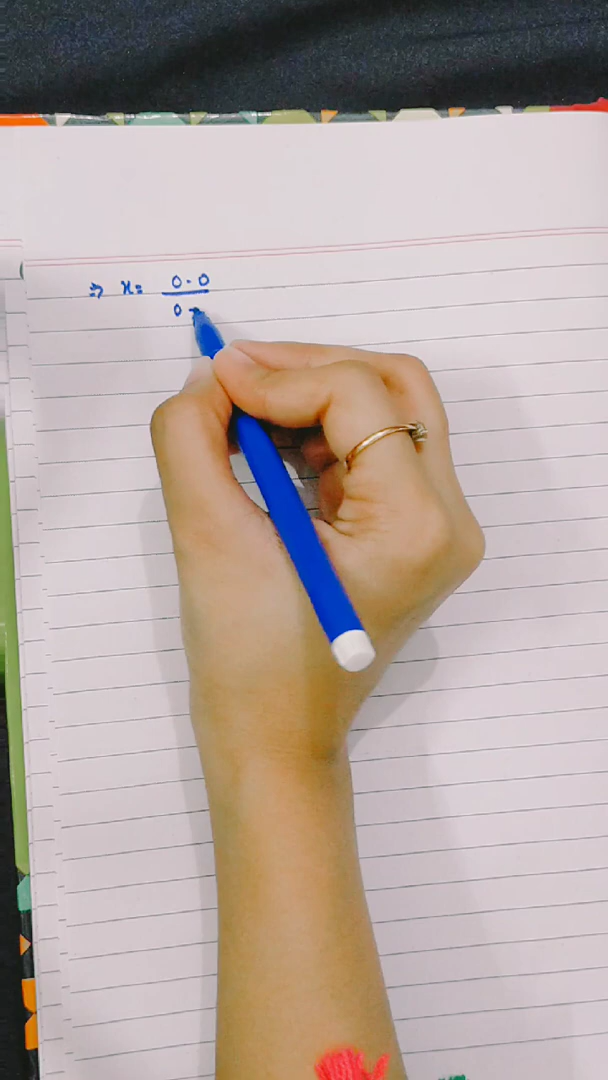 ⇒ x = 0 - 0
0 -